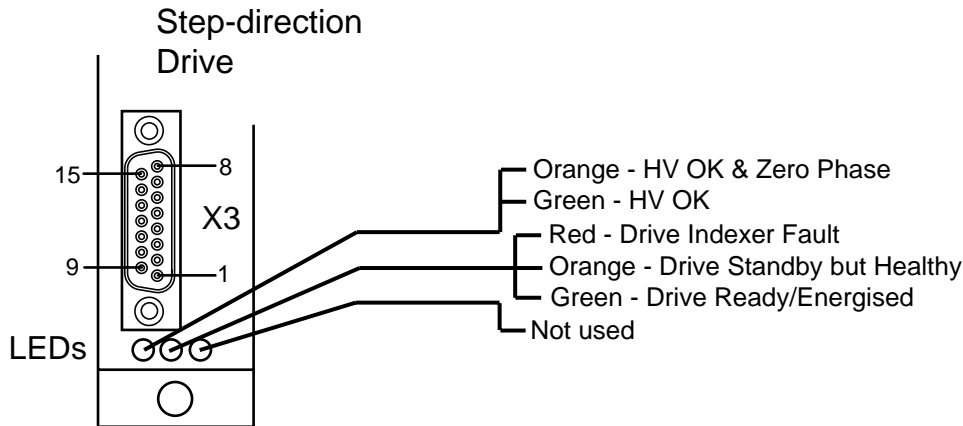 Step-direction
Drive
15
8
X3
9
1
LEDs
Orange - HV OK & Zero Phase
Green - HV OK
Red - Drive Indexer Fault
Orange - Drive Standby but Healthy
Green - Drive Ready/Energised
Not used